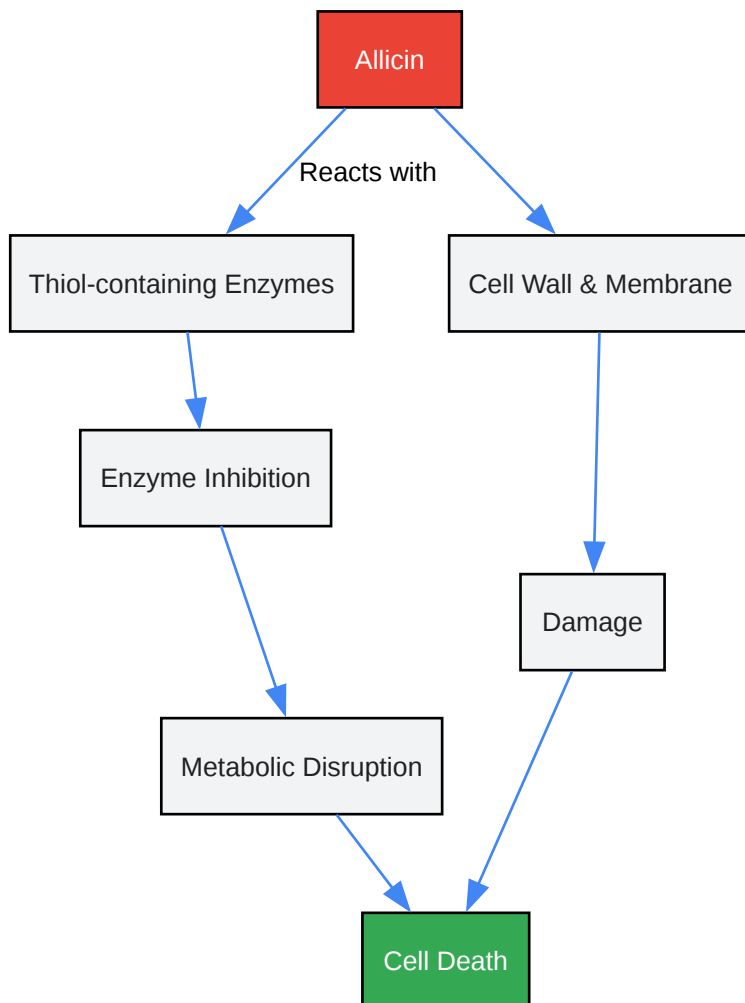 Allicin
Reacts with
Thiol-containing Enzymes
Cell Wall & Membrane
Enzyme Inhibition
Damage
Metabolic Disruption
Cell Death